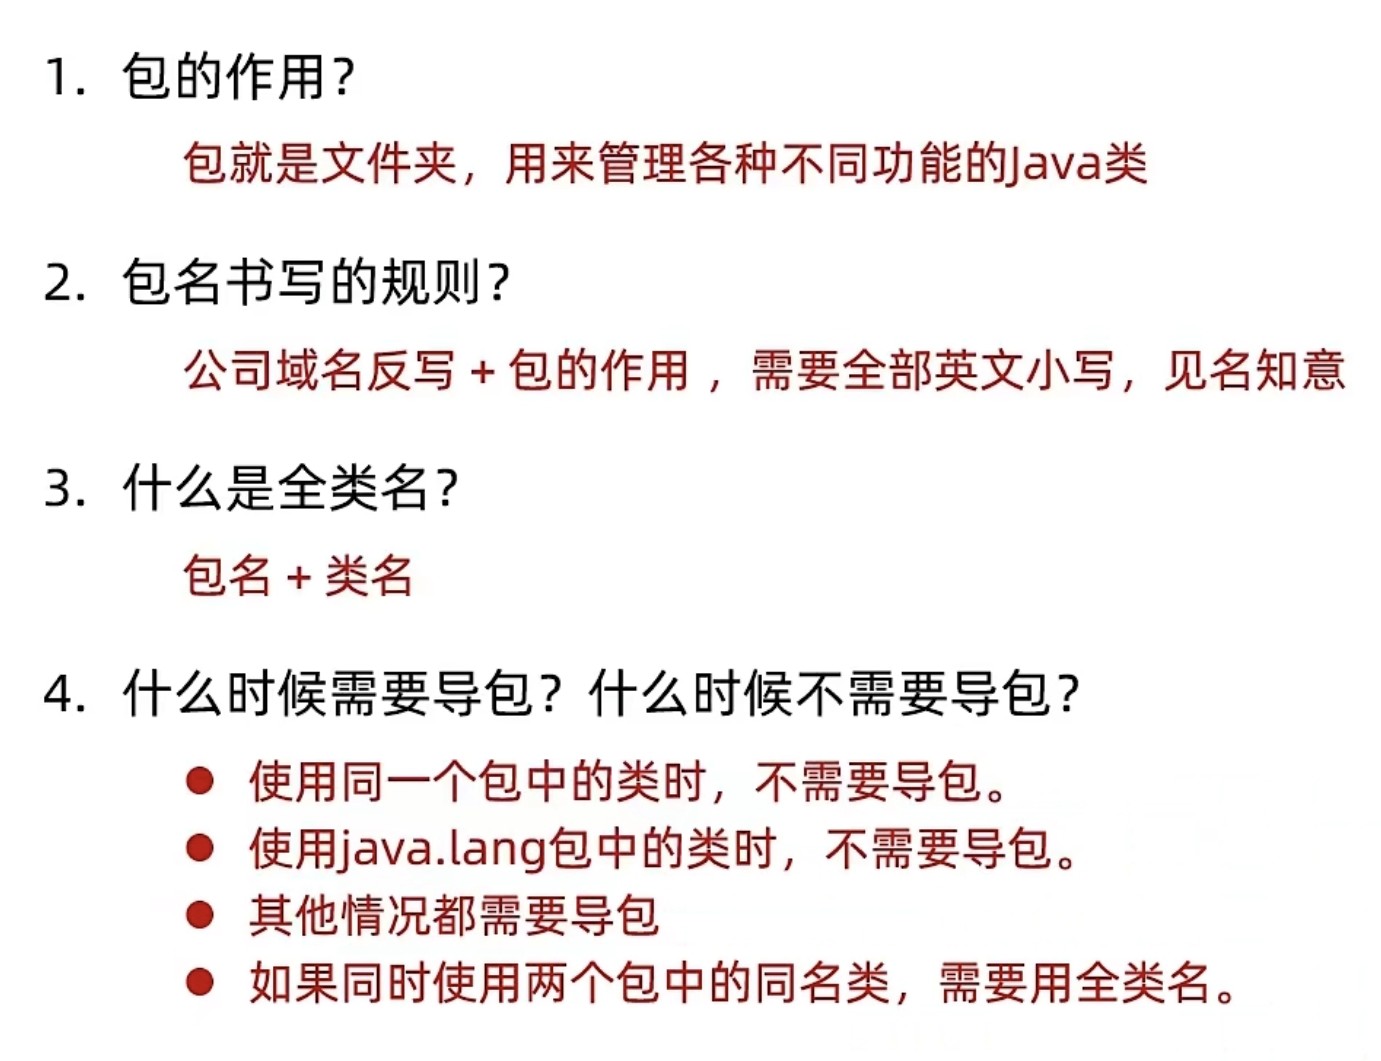 1. 包的作用？
包就是文件夹，用来管理各种不同功能的Java类
2. 包名书写的规则？
公司域名反写 + 包的作用 ，需要全部英文小写，见名知意
3. 什么是全类名？
包名 + 类名
4. 什么时候需要导包？什么时候不需要导包？
● 使用同一个包中的类时，不需要导包。
● 使用java.lang包中的类时，不需要导包。
● 其他情况都需要导包
● 如果同时使用两个包中的同名类，需要用全类名。